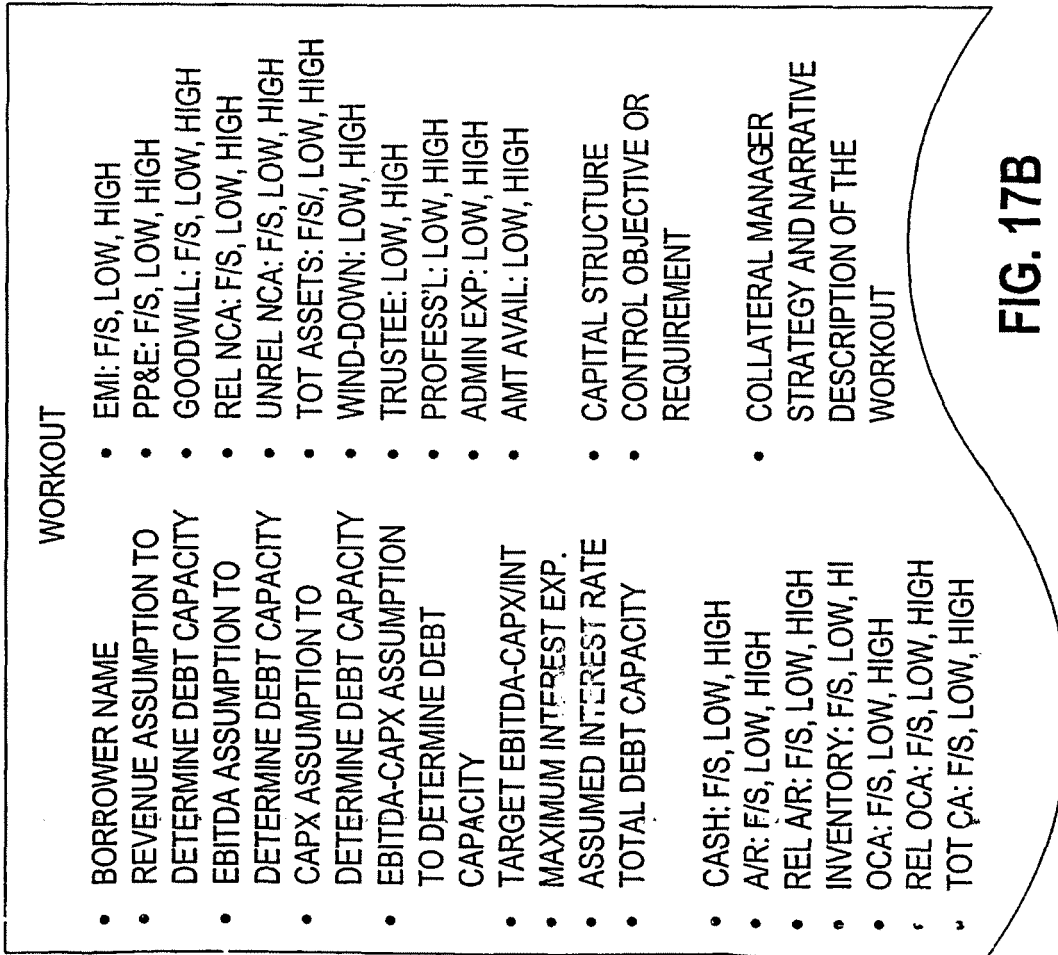 WORKOUT
• BORROWER NAME
• REVENUE ASSUMPTION TO
DETERMINE DEBT CAPACITY
• EBITDA ASSUMPTION TO
DETERMINE DEBT CAPACITY
• CAPX ASSUMPTION TO
DETERMINE DEBT CAPACITY
• EBITDA-CAPX ASSUMPTION
TO DETERMINE DEBT
CAPACITY
• TARGET EBITDA-CAPX/INT
• MAXIMUM INTEREST EXP.
• ASSUMED INTEREST RATE
• TOTAL DEBT CAPACITY
• CASH: F/S, LOW, HIGH
• A/R: F/S, LOW, HIGH
• REL A/R: F/S, LOW, HIGH
• INVENTORY: F/S, LOW, HI
• OCA: F/S, LOW, HIGH
• REL OCA: F/S, LOW, HIGH
• TOT CA: F/S, LOW, HIGH
• EMI: F/S, LOW, HIGH
• PP&E: F/S, LOW, HIGH
• GOODWILL: F/S, LOW, HIGH
• REL NCA: F/S, LOW, HIGH
• UNREL NCA: F/S, LOW, HIGH
• TOT ASSETS: F/S/, LOW, HIGH
• WIND-DOWN: LOW, HIGH
• TRUSTEE: LOW, HIGH
• PROFESS'L: LOW, HIGH
• ADMIN EXP: LOW, HIGH
• AMT AVAIL: LOW, HIGH
• CAPITAL STRUCTURE
• CONTROL OBJECTIVE OR
REQUIREMENT
• COLLATERAL MANAGER
STRATEGY AND NARRATIVE
DESCRIPTION OF THE
WORKOUT
FIG. 17B